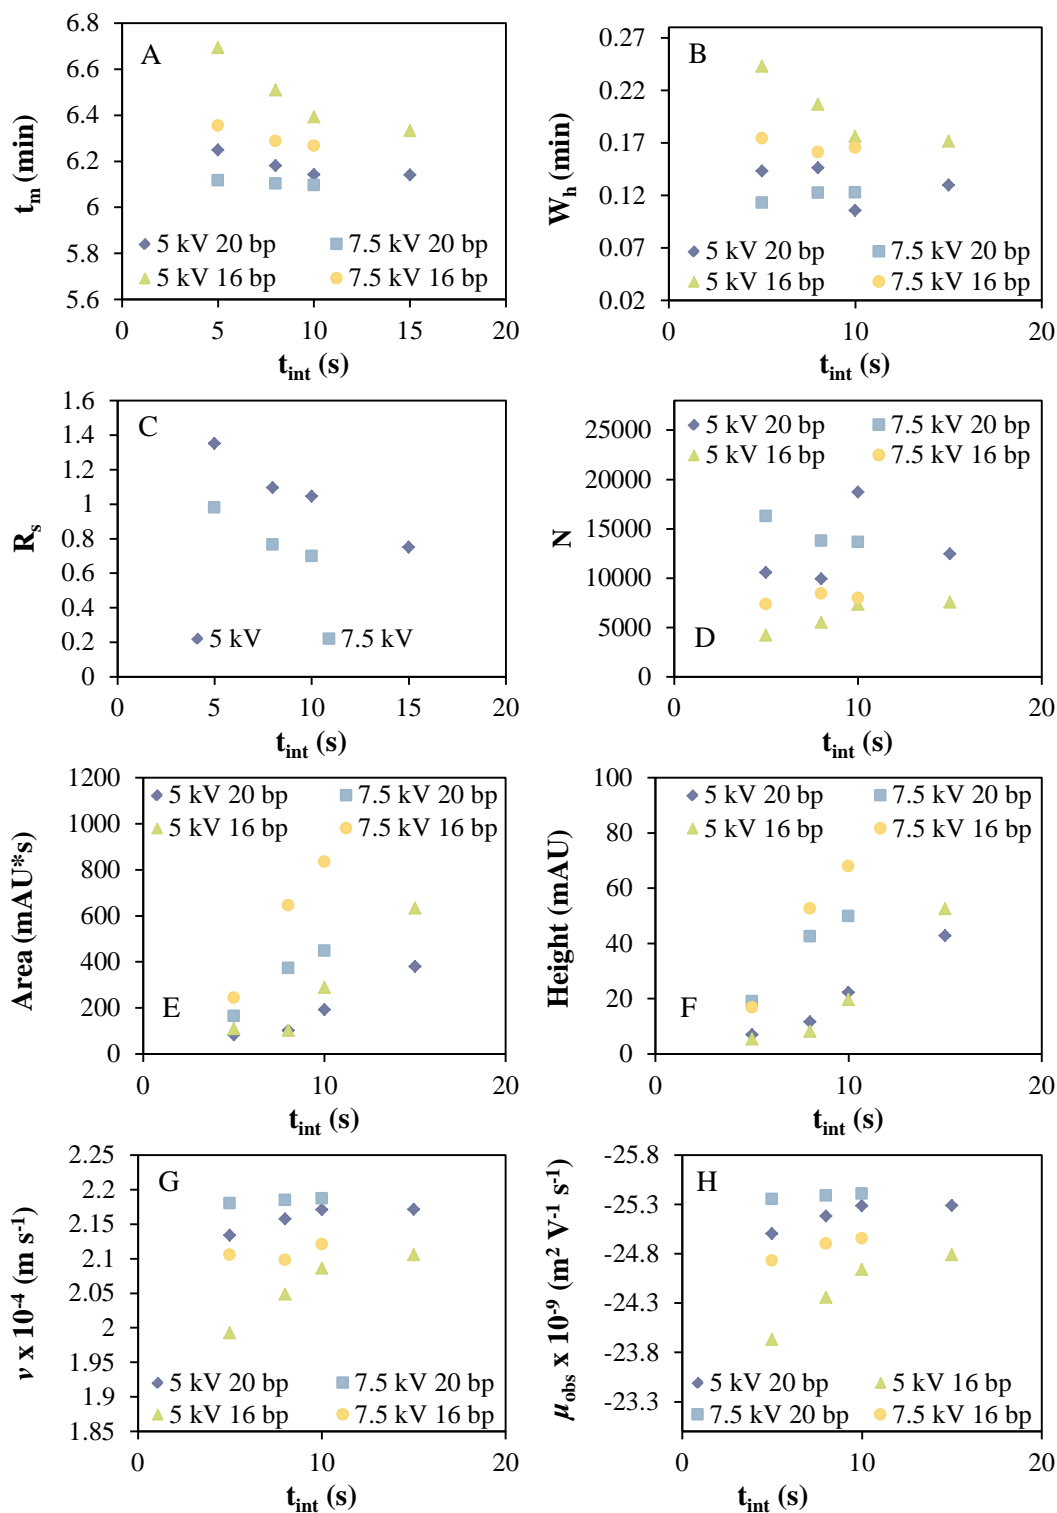 A
t_m (min)
6.8
6.6
6.4
6.2
6
5.8
5.6
5 kV 20 bp
7.5 kV 20 bp
5 kV 16 bp
7.5 kV 16 bp
0 5 10 15 20
t_int (s)
B
W_h (min)
0.27
0.22
0.17
0.12
0.07
0.02
5 kV 20 bp
7.5 kV 20 bp
5 kV 16 bp
7.5 kV 16 bp
0 10 20
t_int (s)
C
R_s
1.6
1.4
1.2
1
0.8
0.6
0.4
0.2
0
5 kV
7.5 kV
0 5 10 15 20
t_int (s)
5 kV 20 bp
7.5 kV 20 bp
5 kV 16 bp
7.5 kV 16 bp
N
25000
20000
15000
10000
5000
0
D
0 10 20
t_int (s)
5 kV 20 bp
7.5 kV 20 bp
5 kV 16 bp
7.5 kV 16 bp
Area (mAU*s)
1200
1000
800
600
400
200
0
E
0 10 20
t_int (s)
5 kV 20 bp
7.5 kV 20 bp
5 kV 16 bp
7.5 kV 16 bp
Height (mAU)
100
80
60
40
20
0
F
0 10 20
t_int (s)
G
v x 10⁻⁴ (m s⁻¹)
2.25
2.2
2.15
2.1
2.05
2
1.95
1.9
1.85
5 kV 20 bp
7.5 kV 20 bp
5 kV 16 bp
7.5 kV 16 bp
0 10 20
t_int (s)
H
μ_obs x 10⁻⁹ (m² V⁻¹ s⁻¹)
-25.8
-25.3
-24.8
-24.3
-23.8
-23.3
5 kV 20 bp
5 kV 16 bp
7.5 kV 20 bp
7.5 kV 16 bp
0 10 20
t_int (s)